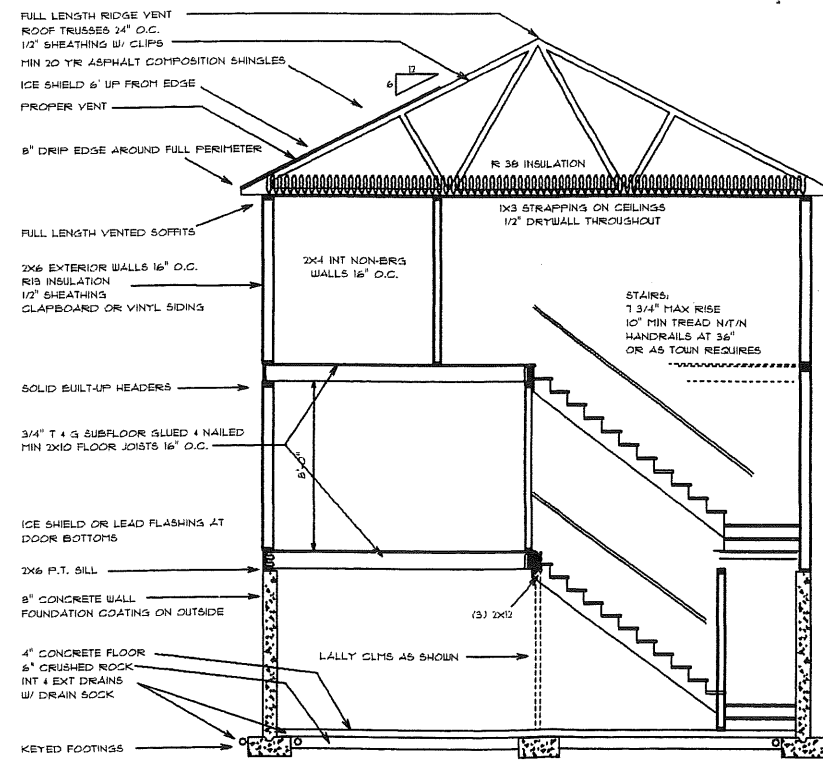 FULL LENGTH RIDGE VENT
ROOF TRUSSES 24" O.C.
1/2" SHEATHING W/ CLIPS
MIN 20 YR ASPHALT COMPOSITION SHINGLES
ICE SHIELD 6' UP FROM EDGE
PROPER VENT
8" DRIP EDGE AROUND FULL PERIMETER
12
6
R 38 INSULATION
1X3 STRAPPING ON CEILINGS
1/2" DRYWALL THROUGHOUT
FULL LENGTH VENTED SOFFITS
2X6 EXTERIOR WALLS 16" O.C.
R19 INSULATION
1/2" SHEATHING
CLAPBOARD OR VINYL SIDING
2X4 INT NON-BRG
WALLS 16" O.C.
STAIRS:
7 3/4" MAX RISE
10" MIN TREAD N/T/N
HANDRAILS AT 36"
OR AS TOWN REQUIRES
SOLID BUILT-UP HEADERS
3/4" T & G SUBFLOOR GLUED & NAILED
MIN 2X10 FLOOR JOISTS 16" O.C.
8'-0"
ICE SHIELD OR LEAD FLASHING AT
DOOR BOTTOMS
2X6 P.T. SILL
8" CONCRETE WALL
FOUNDATION COATING ON OUTSIDE
(3) 2X12
4" CONCRETE FLOOR
6" CRUSHED ROCK
INT & EXT DRAINS
W/ DRAIN SOCK
LALLY CLMS AS SHOWN
KEYED FOOTINGS